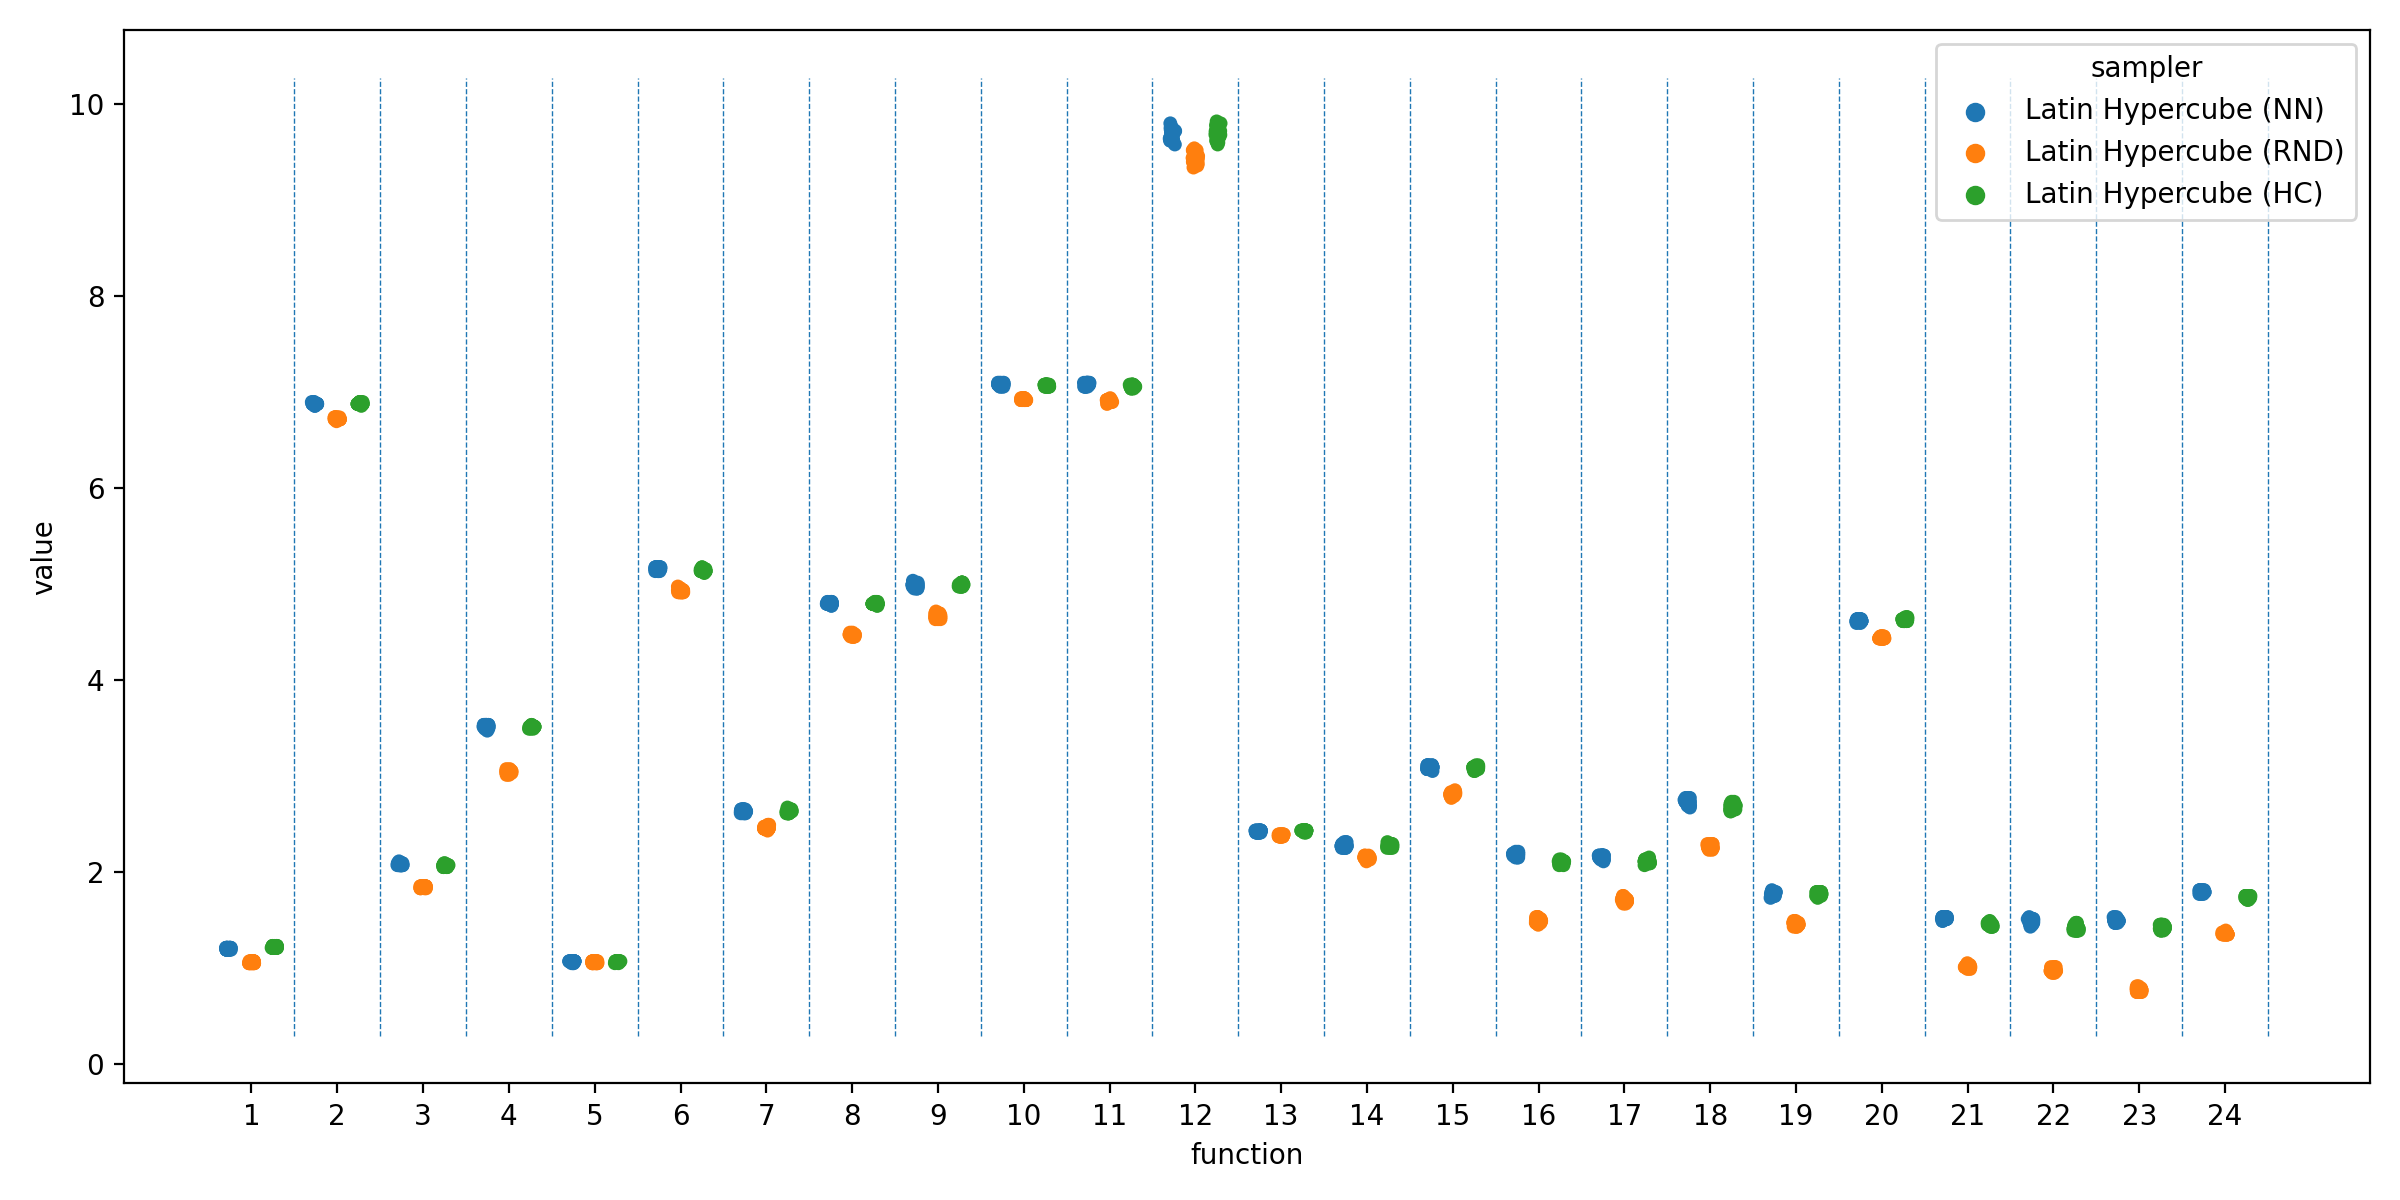 sampler
Latin Hypercube (NN)
Latin Hypercube (RND)
Latin Hypercube (HC)
10
8
6
4
2
0
value
1 2 3 4 5 6 7 8 9 10 11 12 13 14 15 16 17 18 19 20 21 22 23 24
function